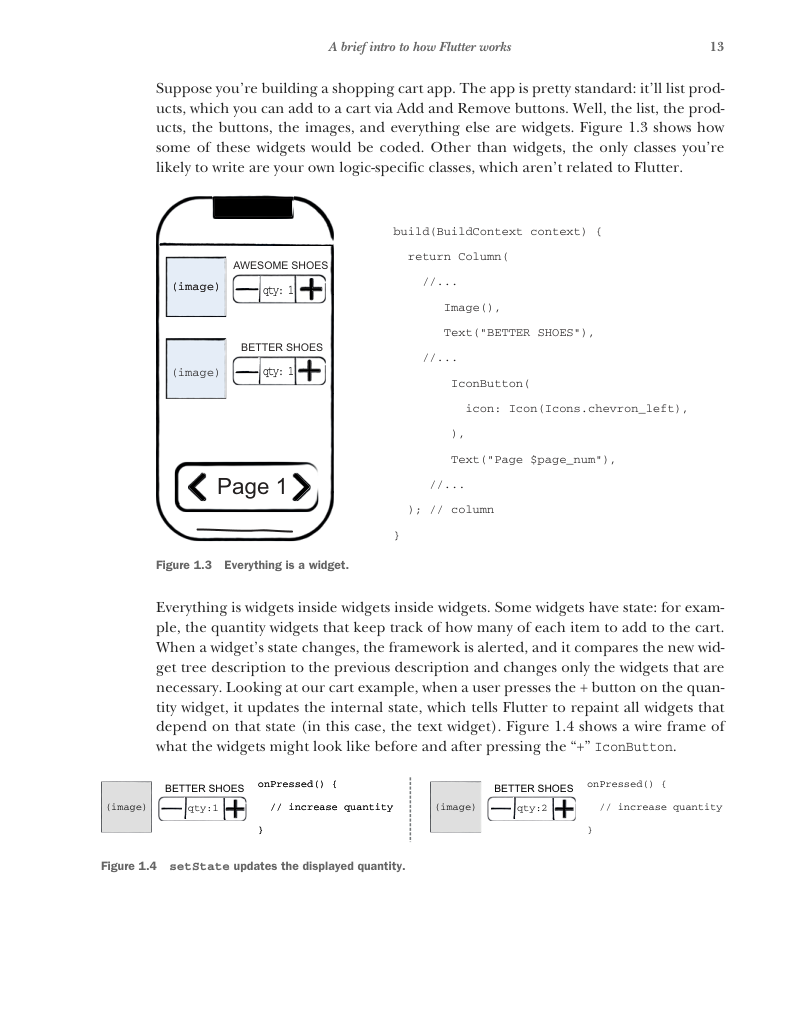 A brief intro to how Flutter works 13
Suppose you're building a shopping cart app. The app is pretty standard: it'll list prod-
ucts, which you can add to a cart via Add and Remove buttons. Well, the list, the prod-
ucts, the buttons, the images, and everything else are widgets. Figure 1.3 shows how
some of these widgets would be coded. Other than widgets, the only classes you're
likely to write are your own logic-specific classes, which aren't related to Flutter.
AWESOME SHOES
(image)
qty: 1
BETTER SHOES
(image)
qty: 1
Page 1
build(BuildContext context) {
return Column(
//...
Image(),
Text("BETTER SHOES"),
//...
IconButton(
icon: Icon(Icons.chevron_left),
),
Text("Page $page_num"),
//...
); // column
}
Figure 1.3 Everything is a widget.
Everything is widgets inside widgets inside widgets. Some widgets have state: for exam-
ple, the quantity widgets that keep track of how many of each item to add to the cart.
When a widget's state changes, the framework is alerted, and it compares the new wid-
get tree description to the previous description and changes only the widgets that are
necessary. Looking at our cart example, when a user presses the + button on the quan-
tity widget, it updates the internal state, which tells Flutter to repaint all widgets that
depend on that state (in this case, the text widget). Figure 1.4 shows a wire frame of
what the widgets might look like before and after pressing the “+” IconButton.
(image)
BETTER SHOES
qty:1
onPressed() {
// increase quantity
}
(image)
BETTER SHOES
qty:2
onPressed() {
// increase quantity
}
Figure 1.4 setState updates the displayed quantity.